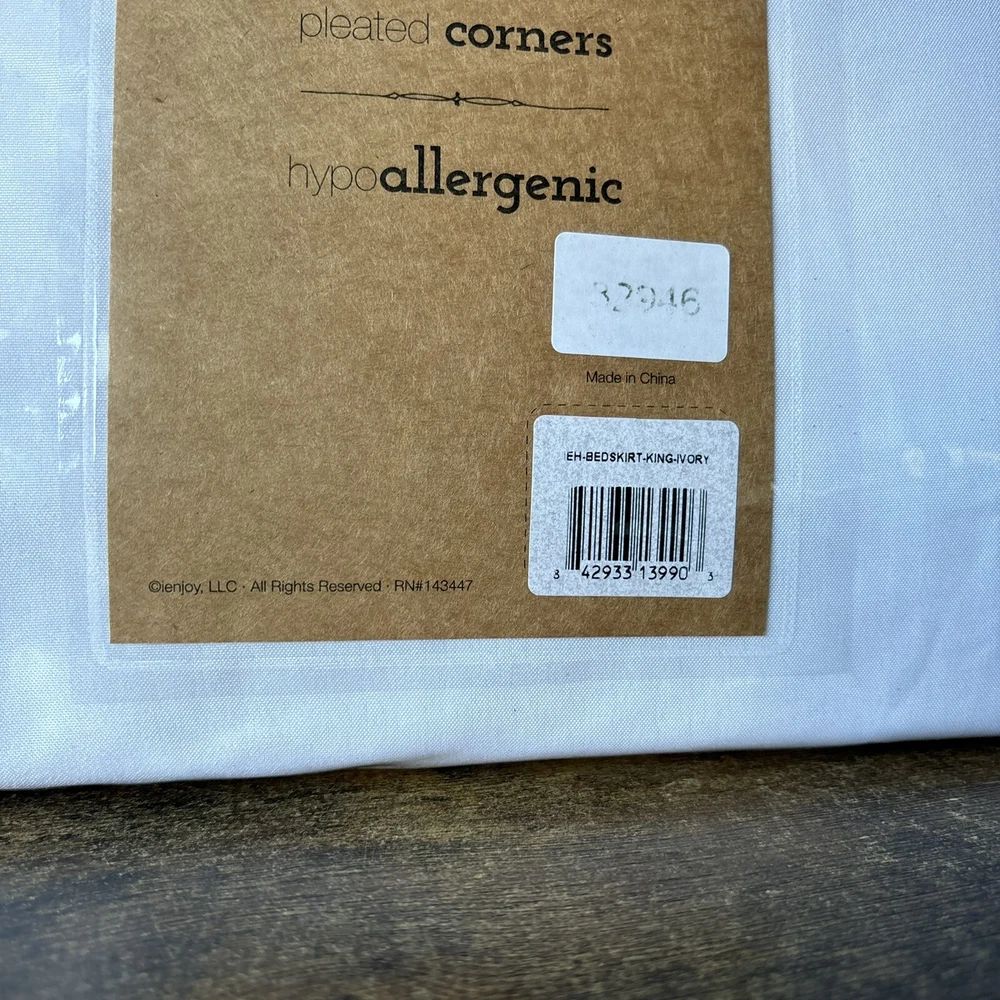 pleated corners
hypoallergenic
32946
Made in China
EH-BEDSKIRT-KING-IVORY
8 42933 13990 3
©ienjoy, LLC · All Rights Reserved · RN#143447